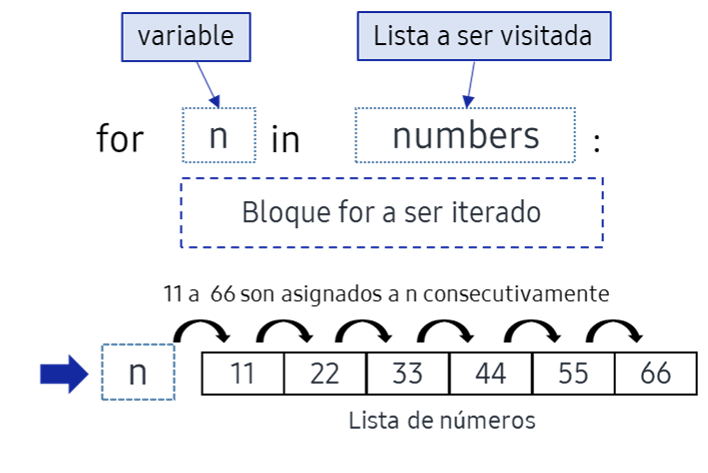 variable
Lista a ser visitada
for n in numbers :
Bloque for a ser iterado
11 a 66 son asignados a n consecutivamente
n 11 22 33 44 55 66
Lista de números